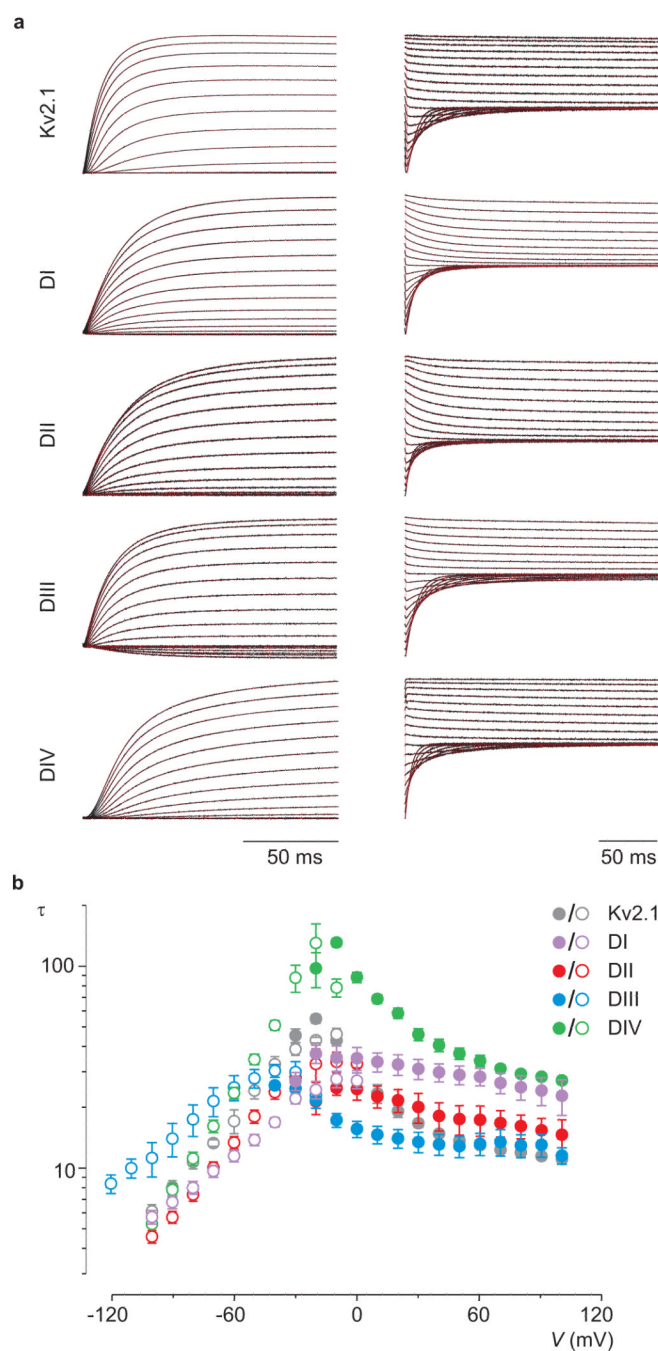 a
Kv2.1
DI
DII
DIII
DIV
50 ms
50 ms
b
τ
100
10
-120
-60
0
60
120
V (mV)
/ Kv2.1
/ DI
/ DII
/ DIII
/ DIV